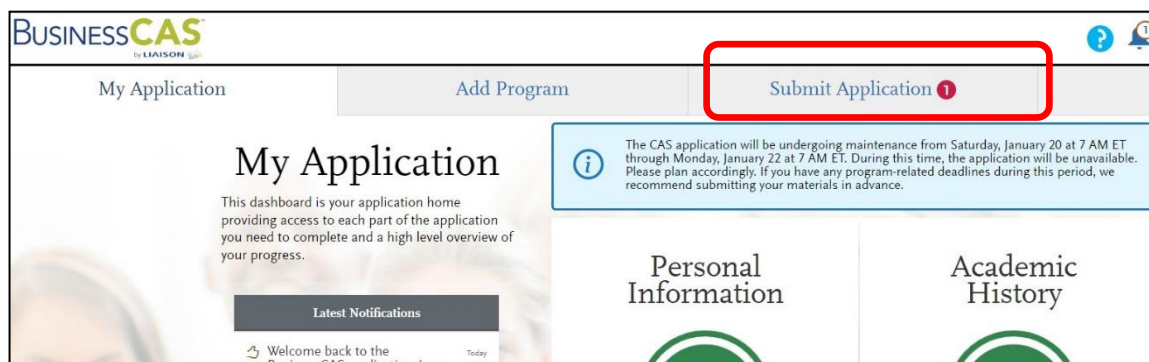 BUSINESSCAS
by LIAISON
1
My Application
Add Program
Submit Application 1
My Application
This dashboard is your application home
providing access to each part of the application
you need to complete and a high level overview of
your progress.
The CAS application will be undergoing maintenance from Saturday, January 20 at 7 AM ET
through Monday, January 22 at 7 AM ET. During this time, the application will be unavailable.
Please plan accordingly. If you have any program-related deadlines during this period, we
recommend submitting your materials in advance.
Latest Notifications
Welcome back to the
Today
Personal
Information
Academic
History